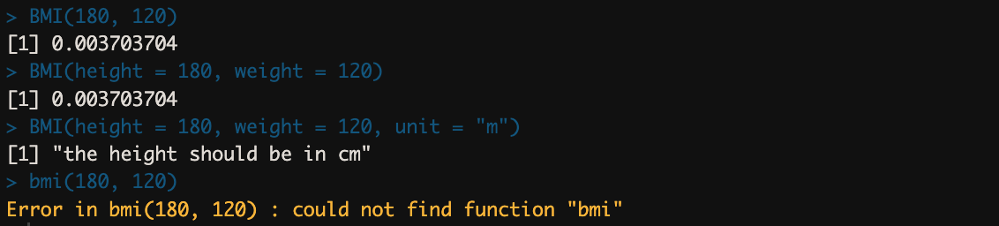 > BMI(180, 120)
[1] 0.003703704
> BMI(height = 180, weight = 120)
[1] 0.003703704
> BMI(height = 180, weight = 120, unit = "m")
[1] "the height should be in cm"
> bmi(180, 120)
Error in bmi(180, 120) : could not find function "bmi"